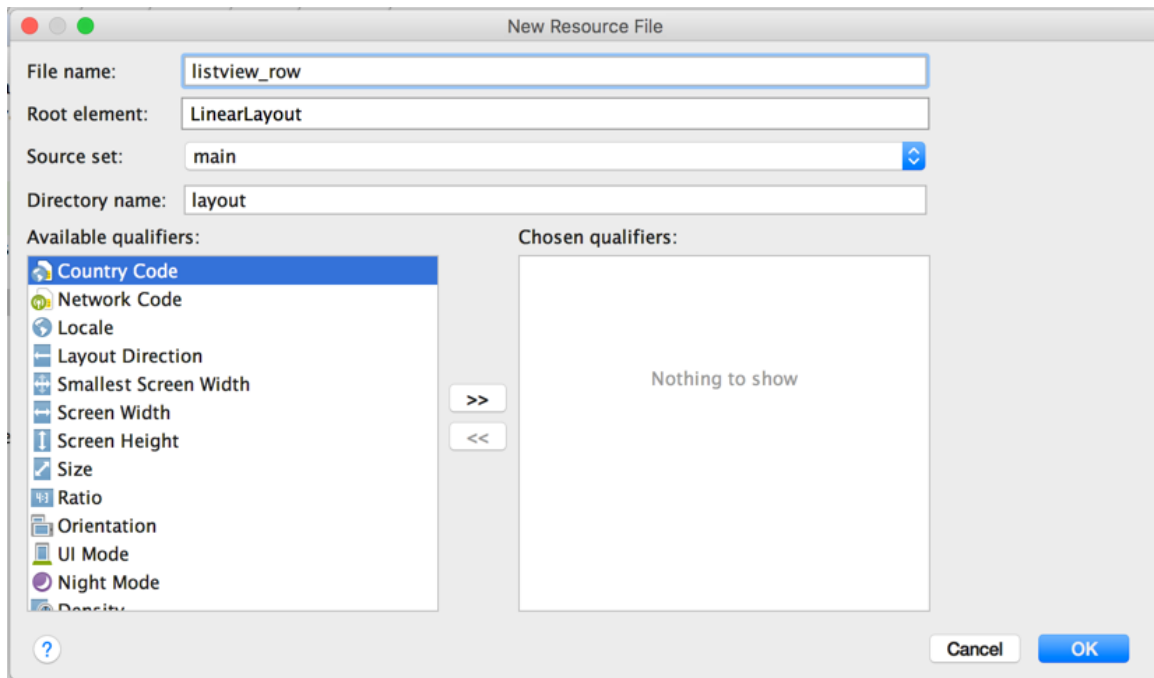 New Resource File
File name: listview_row
Root element: LinearLayout
Source set: main
Directory name: layout
Available qualifiers:
Country Code
Network Code
Locale
Layout Direction
Smallest Screen Width
Screen Width
Screen Height
Size
Ratio
Orientation
UI Mode
Night Mode
Density
>>
<<
Chosen qualifiers:
Nothing to show
?
Cancel
OK